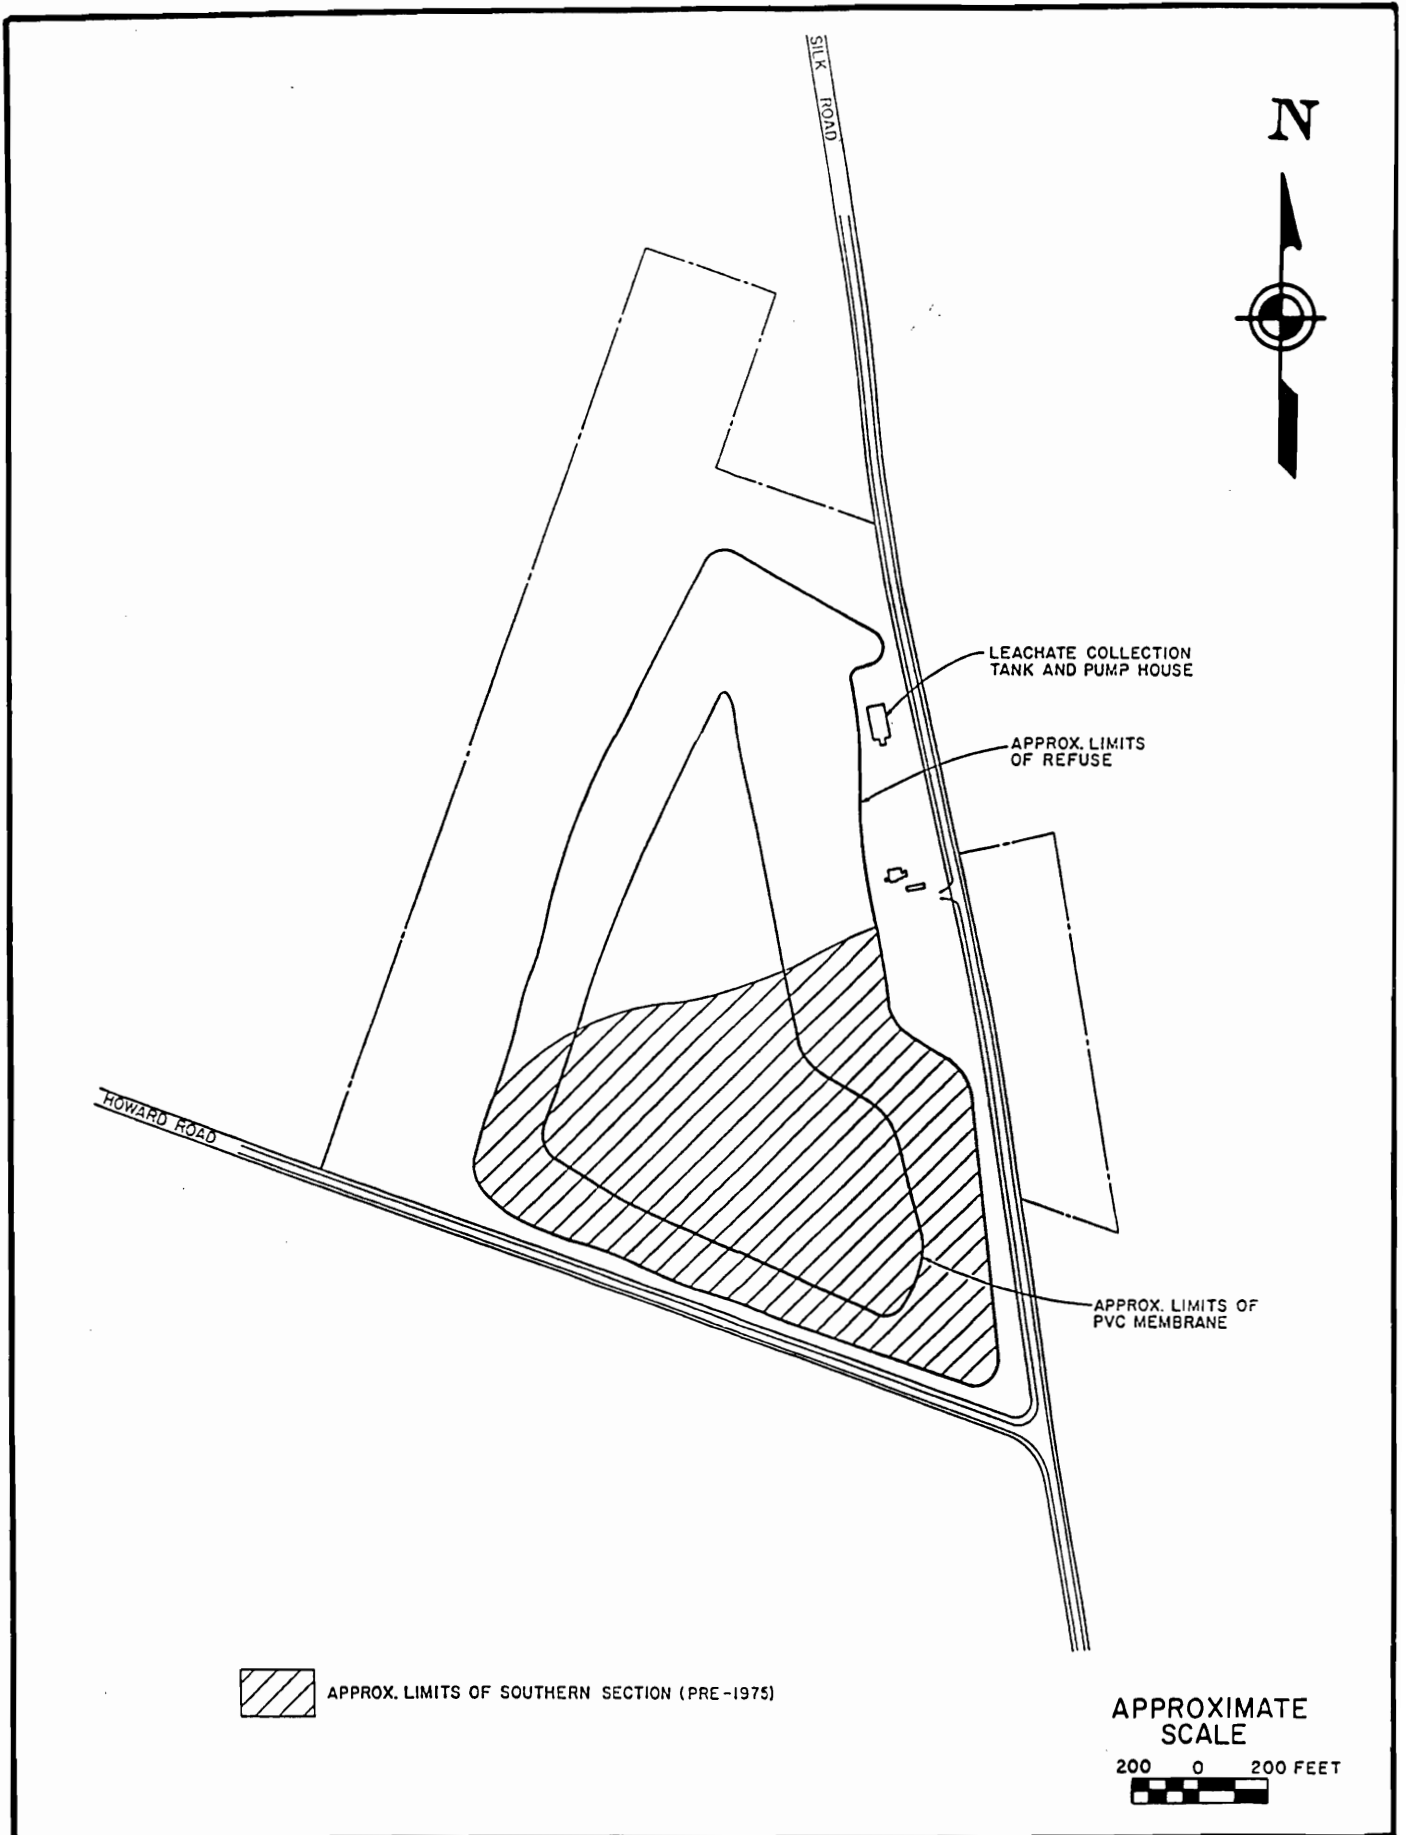 SILK ROAD
N
LEACHATE COLLECTION
TANK AND PUMP HOUSE
APPROX. LIMITS
OF REFUSE
HOWARD ROAD
APPROX. LIMITS OF
PVC MEMBRANE
APPROX. LIMITS OF SOUTHERN SECTION (PRE-1975)
APPROXIMATE
SCALE
200 0 200 FEET